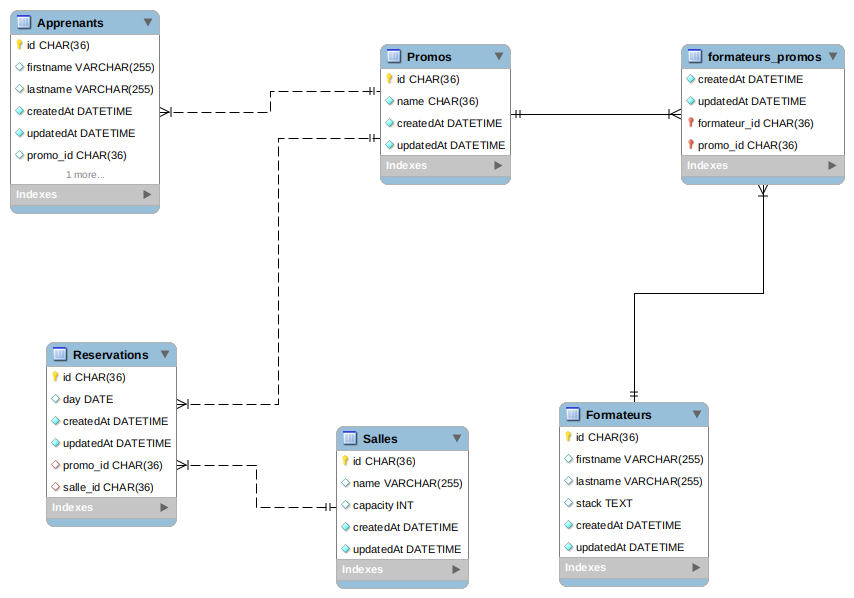 Apprenants
id CHAR(36)
firstname VARCHAR(255)
lastname VARCHAR(255)
createdAt DATETIME
updatedAt DATETIME
promo_id CHAR(36)
1 more...
Indexes
Promos
id CHAR(36)
name CHAR(36)
createdAt DATETIME
updatedAt DATETIME
Indexes
formateurs_promos
createdAt DATETIME
updatedAt DATETIME
formateur_id CHAR(36)
promo_id CHAR(36)
Indexes
Reservations
id CHAR(36)
day DATE
createdAt DATETIME
updatedAt DATETIME
promo_id CHAR(36)
salle_id CHAR(36)
Indexes
Salles
id CHAR(36)
name VARCHAR(255)
capacity INT
createdAt DATETIME
updatedAt DATETIME
Indexes
Formateurs
id CHAR(36)
firstname VARCHAR(255)
lastname VARCHAR(255)
stack TEXT
createdAt DATETIME
updatedAt DATETIME
Indexes